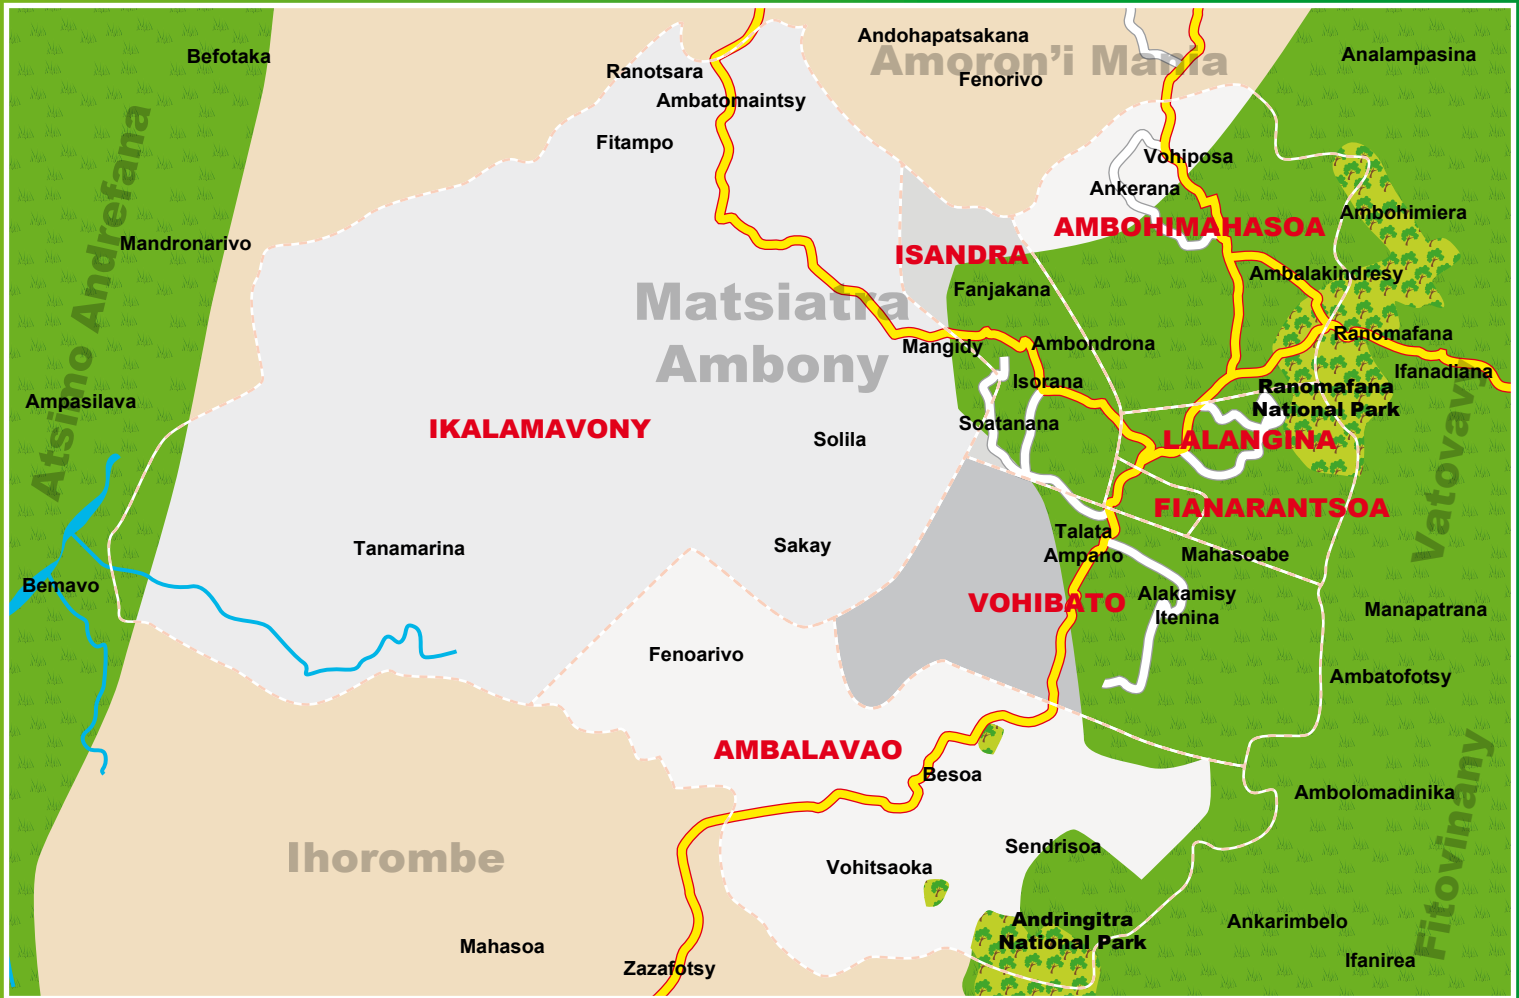 Befotaka
Andohapatsakana
Amoron'i Mania
Fenorivo
Analampasina
Ranotsara
Ambatomaintsy
Fitampo
Vohiposa
Ankerana
AMBOHIMAHASOA
Ambohimiera
Atsimo Andrefana
Mandronarivo
ISANDRA
Fanjakana
Ambalakindresy
Matsiatra
Ambony
Mangidy
Ambondrona
Ranomafana
Ifanadiana
Isorana
Ranomafana
National Park
Ampasilava
IKALAMAVONY
Solila
Soatanana
LALANGINA
Vatovavy
FIANARANTSOA
Tanamarina
Sakay
Talata
Ampano
Mahasoabe
Bemavo
VOHIBATO
Alakamisy
Itenina
Manapatrana
Fenoarivo
Ambatofotsy
AMBALAVAO
Besoa
Ambolomadinika
Fitovinany
Ihorombe
Sendrisoa
Vohitsaoka
Andringitra
National Park
Ankarimbelo
Mahasoa
Zazafotsy
Ifanirea